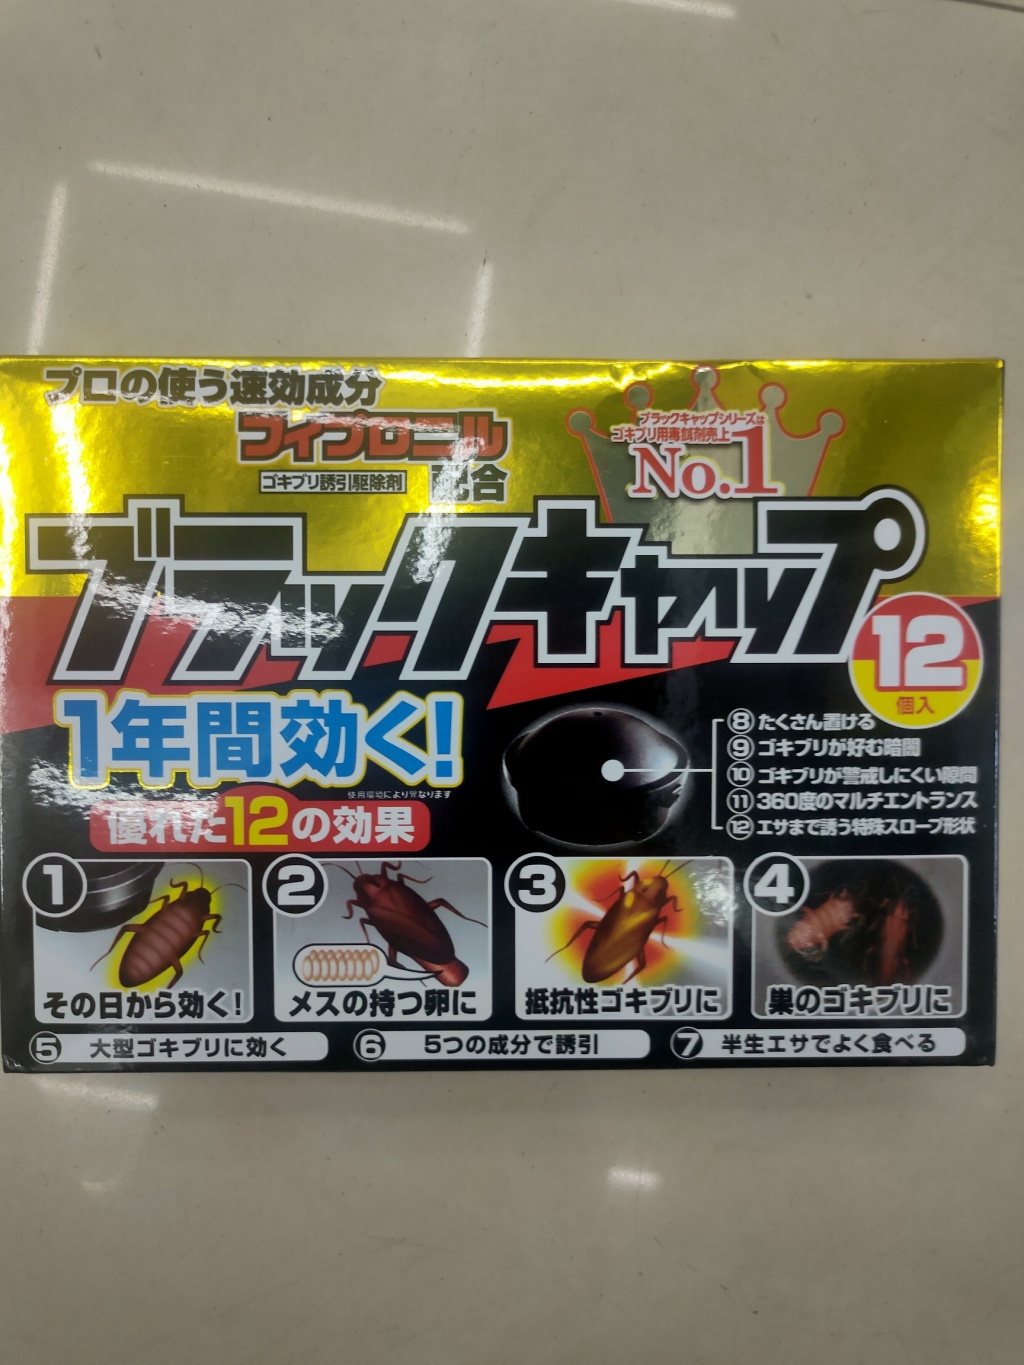 プロの使う速効成分
フィプロニル
ゴキブリ誘引駆除剤
配合
ブラックキャップシリーズは
ゴキブリ用毒餌剤売上
No.1
ブラックキャップ
12
個入
1年間効く!
使用環境により異なります
優れた12の効果
⑧たくさん置ける
⑨ゴキブリが好む暗闇
⑩ゴキブリが警戒しにくい隙間
⑪360度のマルチエントランス
⑫エサまで誘う特殊スロープ形状
1
その日から効く!
2
メスの持つ卵に
3
抵抗性ゴキブリに
4
巣のゴキブリに
⑤大型ゴキブリに効く
⑥5つの成分で誘引
⑦半生エサでよく食べる